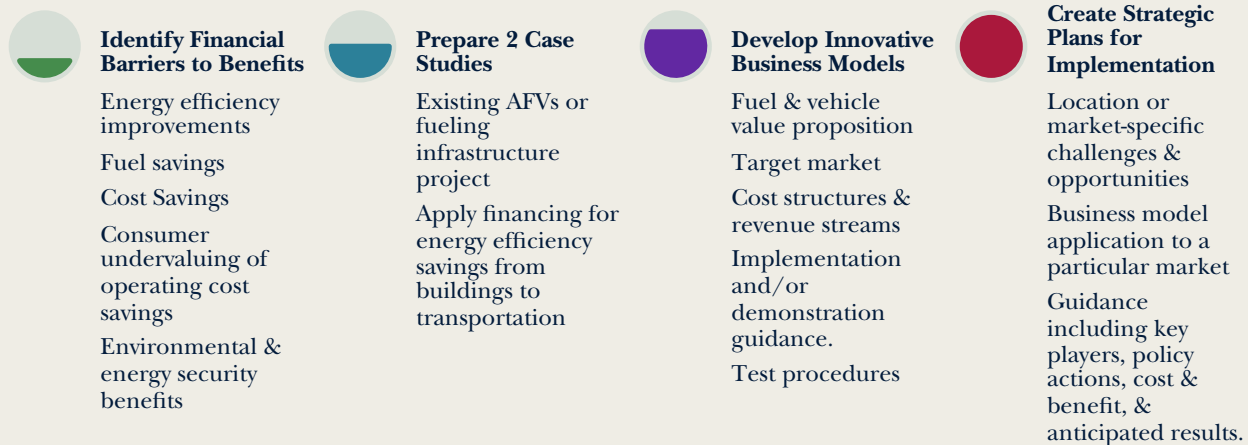 Identify Financial
Barriers to Benefits
Energy efficiency
improvements
Fuel savings
Cost Savings
Consumer
undervaluing of
operating cost
savings
Environmental &
energy security
benefits
Prepare 2 Case
Studies
Existing AFVs or
fueling
infrastructure
project
Apply financing for
energy efficiency
savings from
buildings to
transportation
Develop Innovative
Business Models
Fuel & vehicle
value proposition
Target market
Cost structures &
revenue streams
Implementation
and/or
demonstration
guidance.
Test procedures
Create Strategic
Plans for
Implementation
Location or
market-specific
challenges &
opportunities
Business model
application to a
particular market
Guidance
including key
players, policy
actions, cost &
benefit, &
anticipated results.